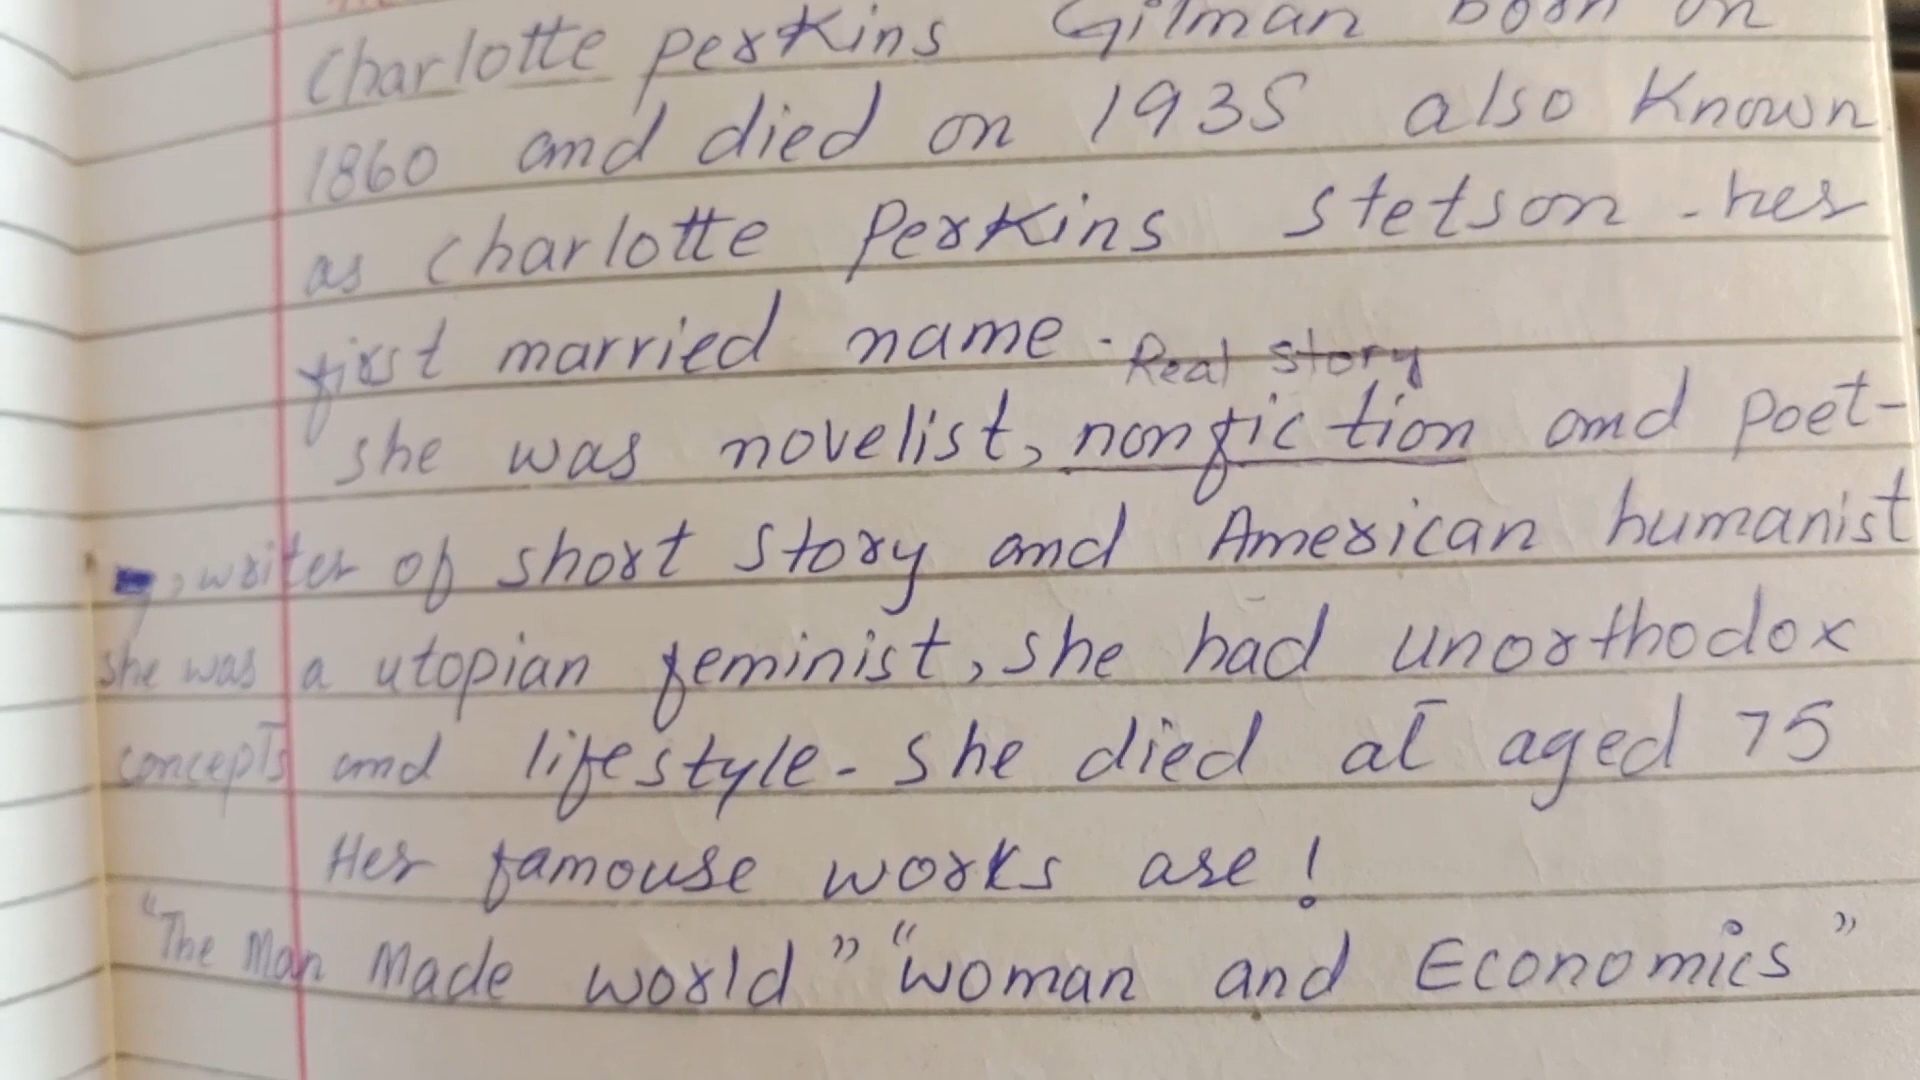 Charlotte perkins Gilman born on
1860 and died on 1935 also Known
as charlotte Perkins Stetson - her
first married name.
Real story
she was novelist, nonfiction and poet-
, writer of short story and American humanist
she was a utopian feminist, she had unorthodox
concepts and lifestyle - she died at aged 75
Her famouse works are!
"The Man Made world" "woman and Economics"